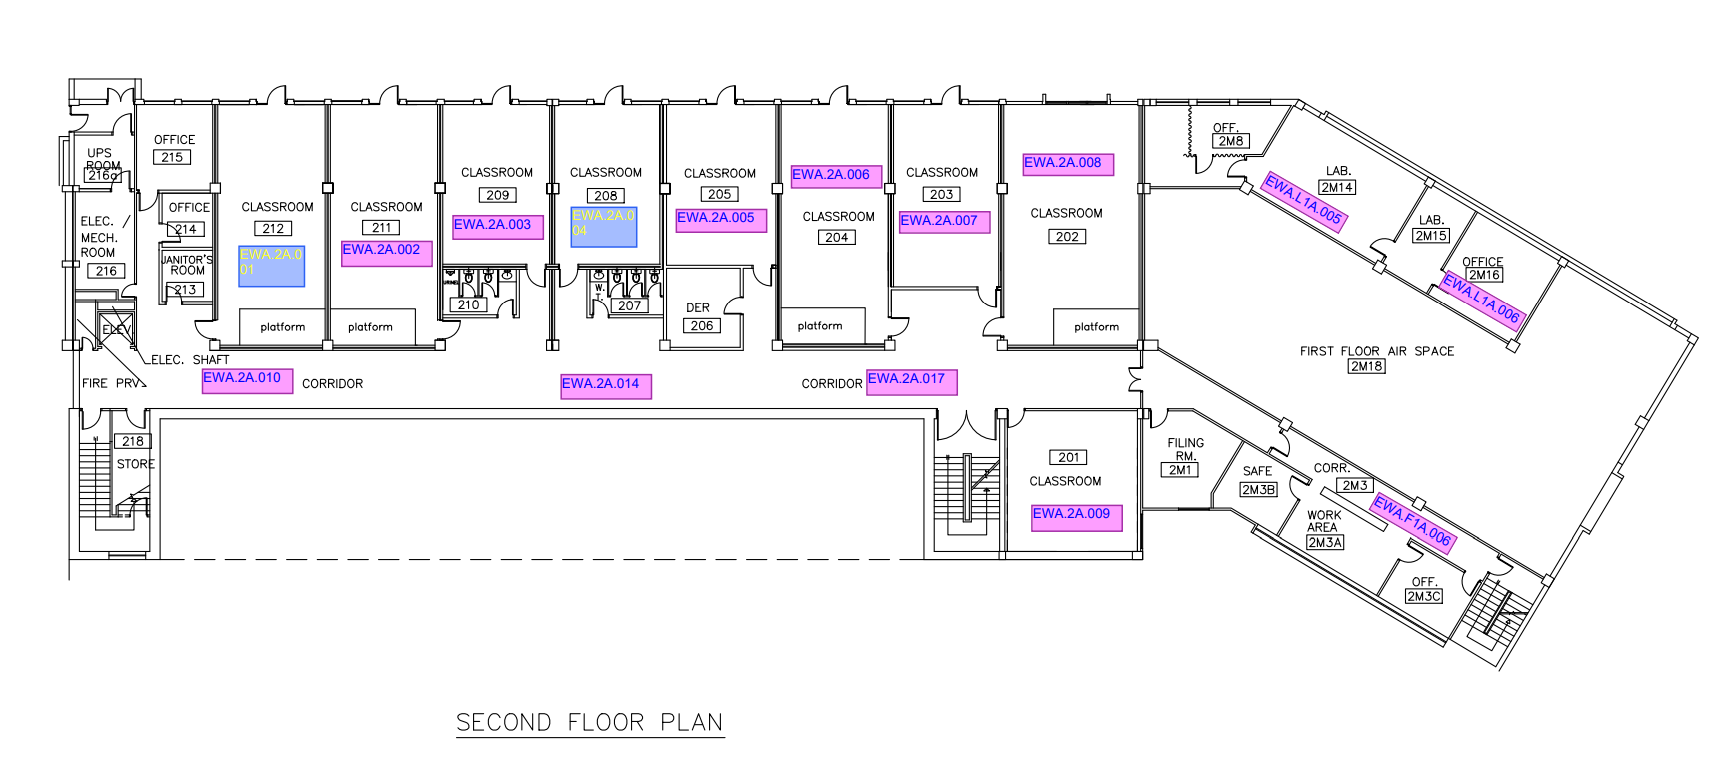 UPS
ROOM
216a
OFFICE
215
ELEC.
MECH.
ROOM
216
OFFICE
214
JANITOR'S
ROOM
213
ELEV
ELEC. SHAFT
FIRE PRV.
CLASSROOM
212
EWA.2A.0
01
platform
CLASSROOM
211
EWA.2A.002
platform
CLASSROOM
209
EWA.2A.003
210
CLASSROOM
208
EWA.2A.0
04
W.
T.
207
CLASSROOM
205
EWA.2A.005
DER
206
EWA.2A.006
CLASSROOM
204
platform
CLASSROOM
203
EWA.2A.007
EWA.2A.008
CLASSROOM
202
platform
OFF.
2M8
LAB.
2M14
EWA.L1A.005
LAB.
2M15
OFFICE
2M16
EWA.L1A.006
FIRST FLOOR AIR SPACE
2M18
EWA.2A.010
CORRIDOR
EWA.2A.014
CORRIDOR
EWA.2A.017
218
STORE
201
CLASSROOM
EWA.2A.009
FILING
RM.
2M1
SAFE
2M3B
CORR.
2M3
EWA.F1A.006
WORK
AREA
2M3A
OFF.
2M3C
SECOND FLOOR PLAN